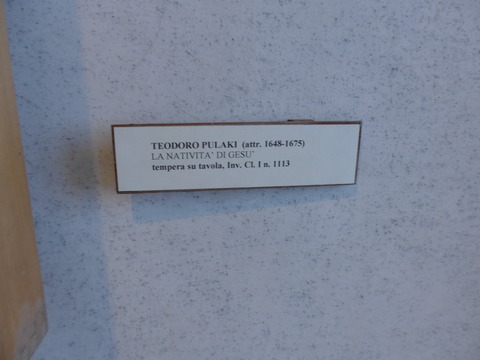 TEODORO PULAKI (attr. 1648-1675)
LA NATIVITA' DI GESU'
tempera su tavola, Inv. Cl. I n. 1113